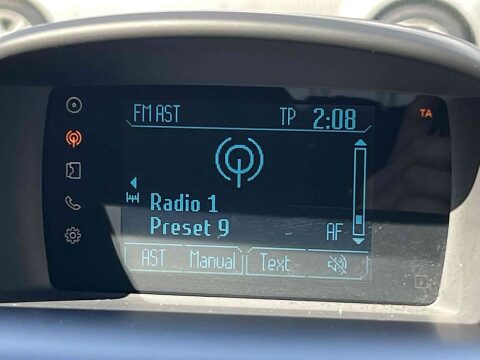 FM AST TP 2:08 TA
Radio 1
Preset 9 AF
AST Manual Text